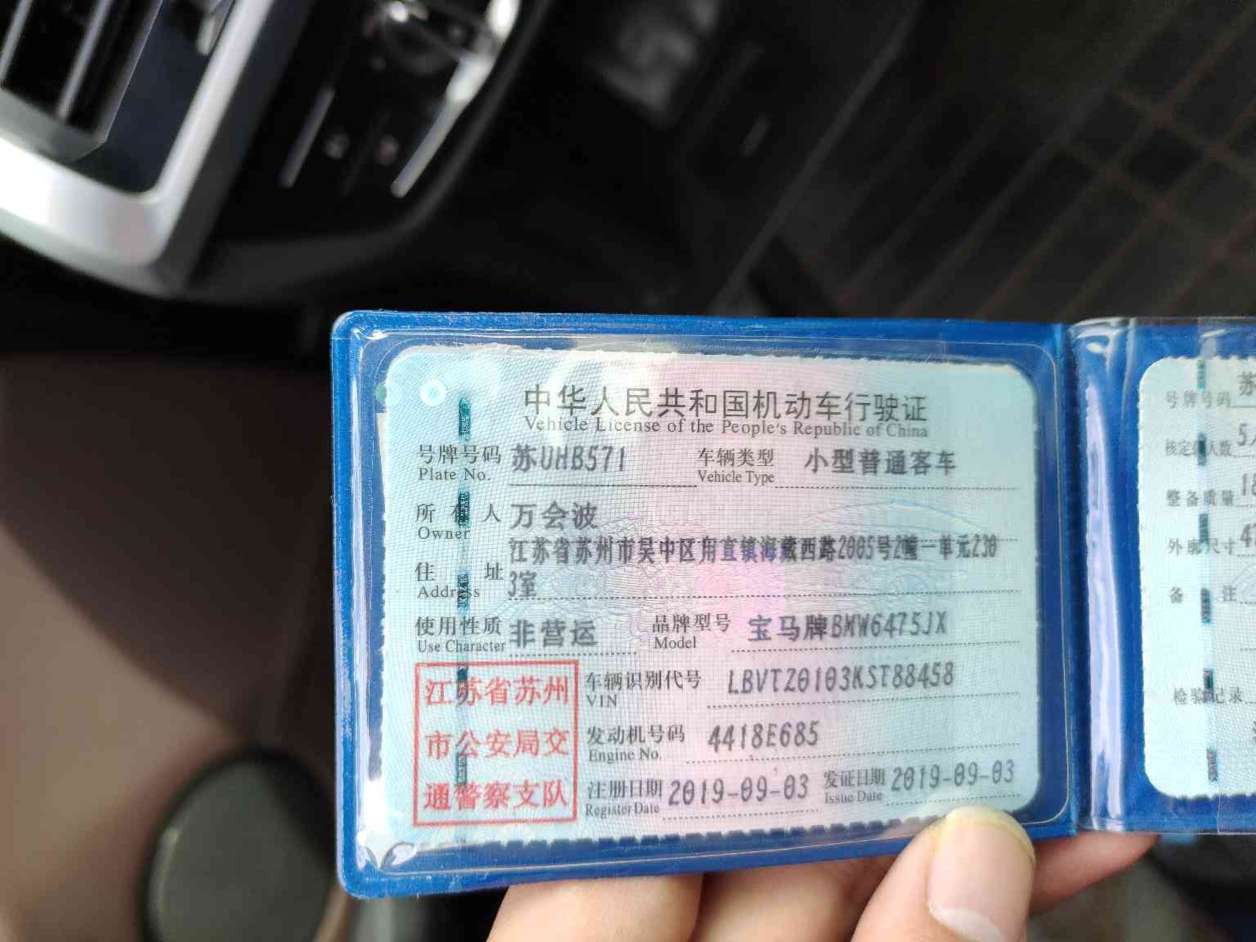 中华人民共和国机动车行驶证
Vehicle License of the People's Republic of China
号牌号码 苏UHB571 车辆类型 小型普通客车
Plate No. Vehicle Type
所有人 万会波
Owner
江苏省苏州市吴中区甪直镇海藏西路2005号2幢一单元230
住址 3室
Address
使用性质 非营运 品牌型号 宝马牌BMW6475JX
Use Character Model
江苏省苏州
市公安局交
通警察支队
车辆识别代号 LBVTZ0103KST88458
VIN
发动机号码 4418E685
Engine No.
注册日期 2019-09-03 发证日期 2019-09-03
Register Date Issue Date
号牌号码 苏
核定载人数 5
整备质量 18
外廓尺寸 4
备注
检验记录